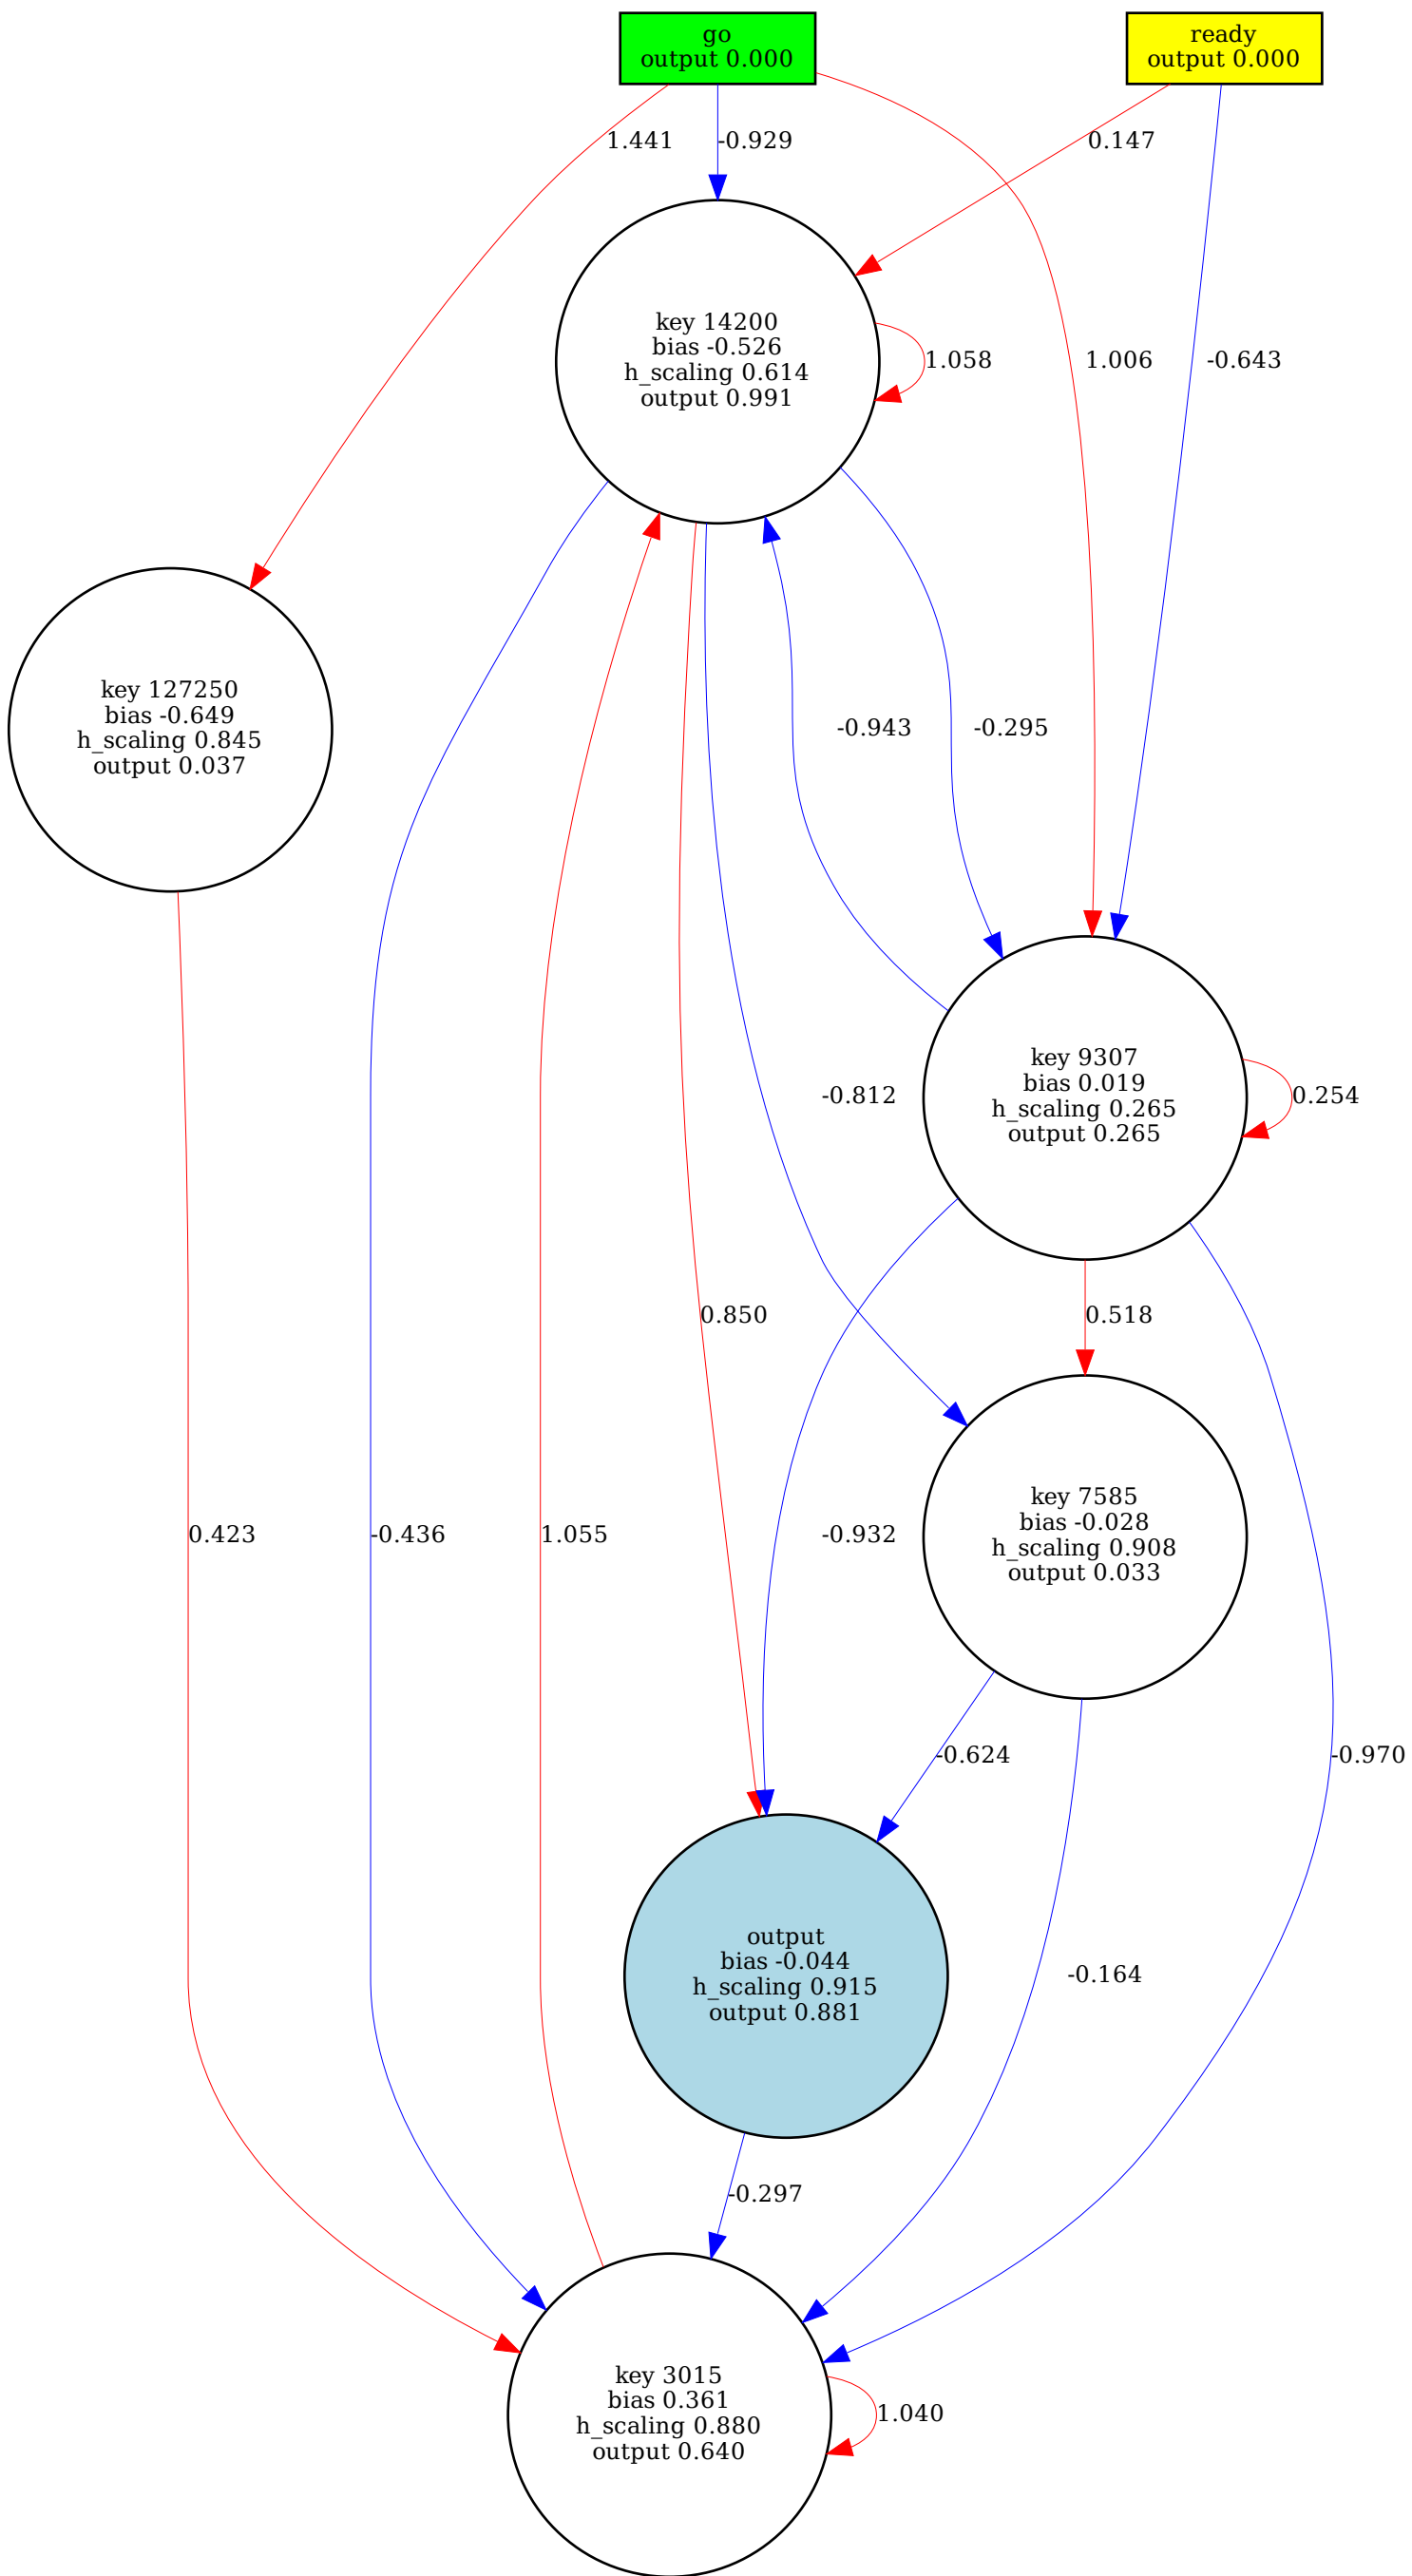 go
output 0.000
ready
output 0.000
1.441
-0.929
0.147
key 14200
bias -0.526
h_scaling 0.614
output 0.991
1.058
1.006
-0.643
key 127250
bias -0.649
h_scaling 0.845
output 0.037
-0.943
-0.295
key 9307
bias 0.019
h_scaling 0.265
output 0.265
-0.812
0.254
0.850
0.518
key 7585
bias -0.028
h_scaling 0.908
output 0.033
0.423
-0.436
1.055
-0.932
-0.624
-0.970
output
bias -0.044
h_scaling 0.915
output 0.881
-0.164
-0.297
key 3015
bias 0.361
h_scaling 0.880
output 0.640
1.040